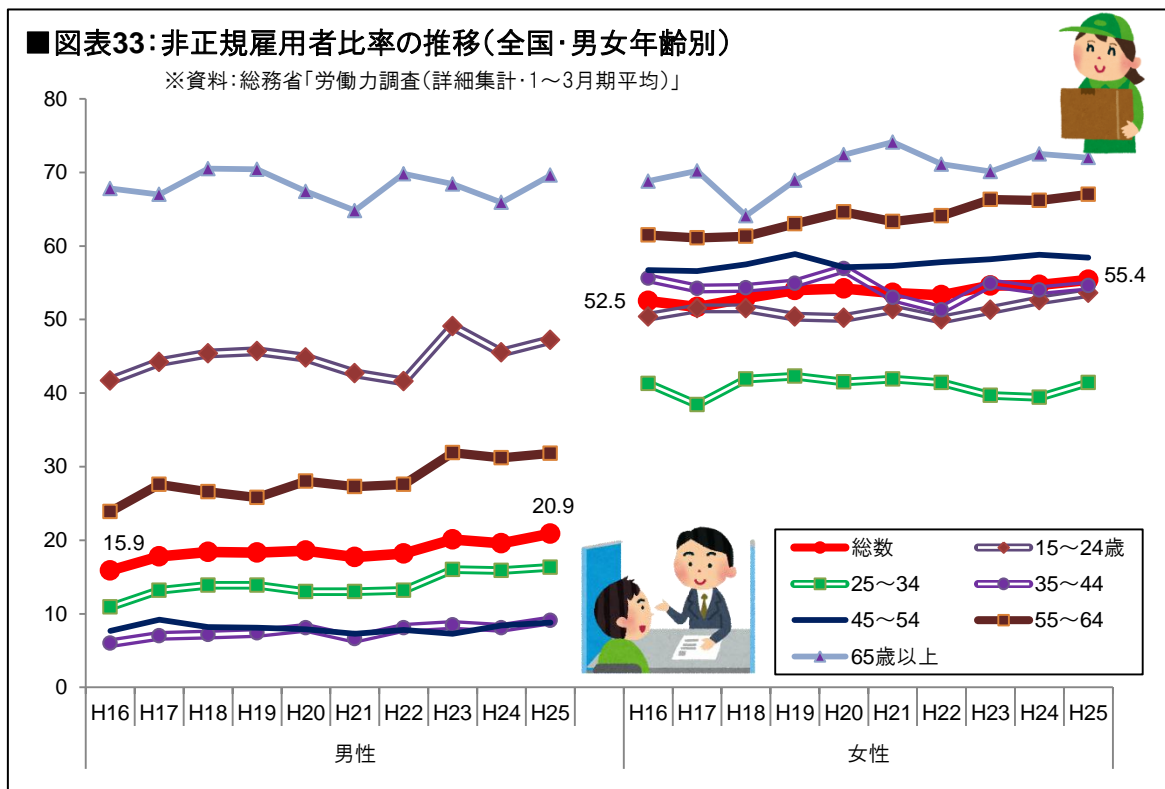 ■図表33:非正規雇用者比率の推移(全国・男女年齢別)
※資料:総務省「労働力調査(詳細集計・1～3月期平均)」
80
70
60
50
40
30
20
10
0
15.9
20.9
52.5
55.4
総数
15～24歳
25～34
35～44
45～54
55～64
65歳以上
H16 H17 H18 H19 H20 H21 H22 H23 H24 H25
H16 H17 H18 H19 H20 H21 H22 H23 H24 H25
男性
女性